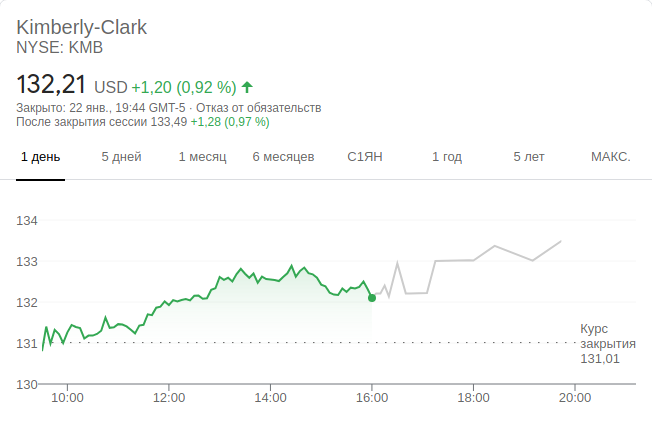 Kimberly-Clark
NYSE: KMB
132,21 USD +1,20 (0,92 %)
Закрыто: 22 янв., 19:44 GMT-5 · Отказ от обязательств
После закрытия сессии 133,49 +1,28 (0,97 %)
1 день 5 дней 1 месяц 6 месяцев С1ЯН 1 год 5 лет МАКС.
134
133
132
131
130
Курс
закрытия
131,01
10:00 12:00 14:00 16:00 18:00 20:00